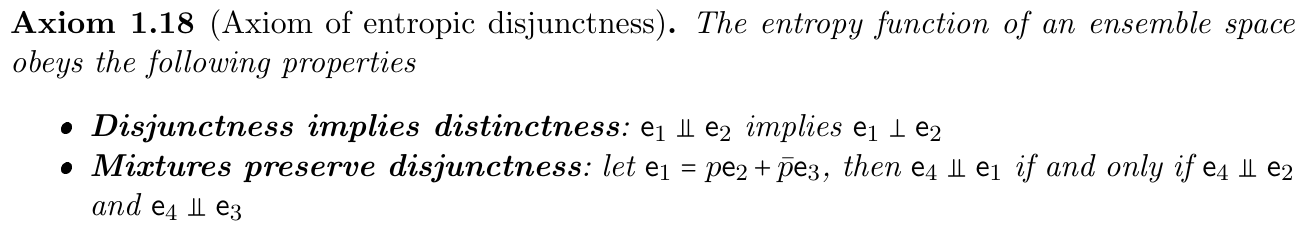 Axiom 1.18 (Axiom of entropic disjunctness). The entropy function of an ensemble space
obeys the following properties
• Disjunctness implies distinctness: e₁ ⫫ e₂ implies e₁ ⊥ e₂
• Mixtures preserve disjunctness: let e₁ = pe₂ + p̄e₃, then e₄ ⫫ e₁ if and only if e₄ ⫫ e₂
and e₄ ⫫ e₃